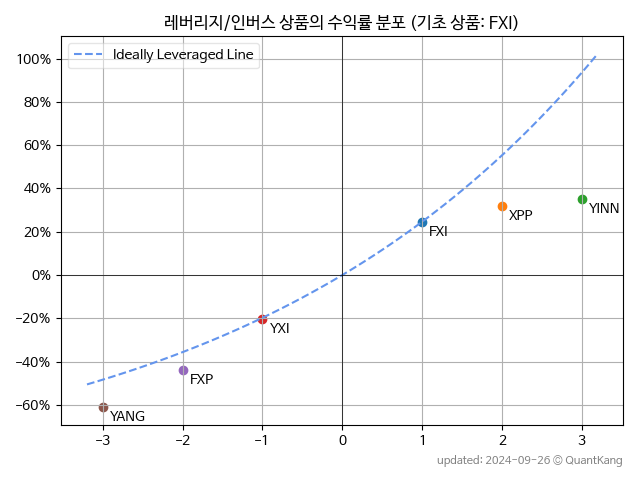 레버리지/인버스 상품의 수익률 분포 (기초 상품: FXI)
Ideally Leveraged Line
100%
80%
60%
40%
20%
0%
−20%
−40%
−60%
YINN
XPP
FXI
YXI
FXP
YANG
−3 −2 −1 0 1 2 3
updated: 2024-09-26 © QuantKang